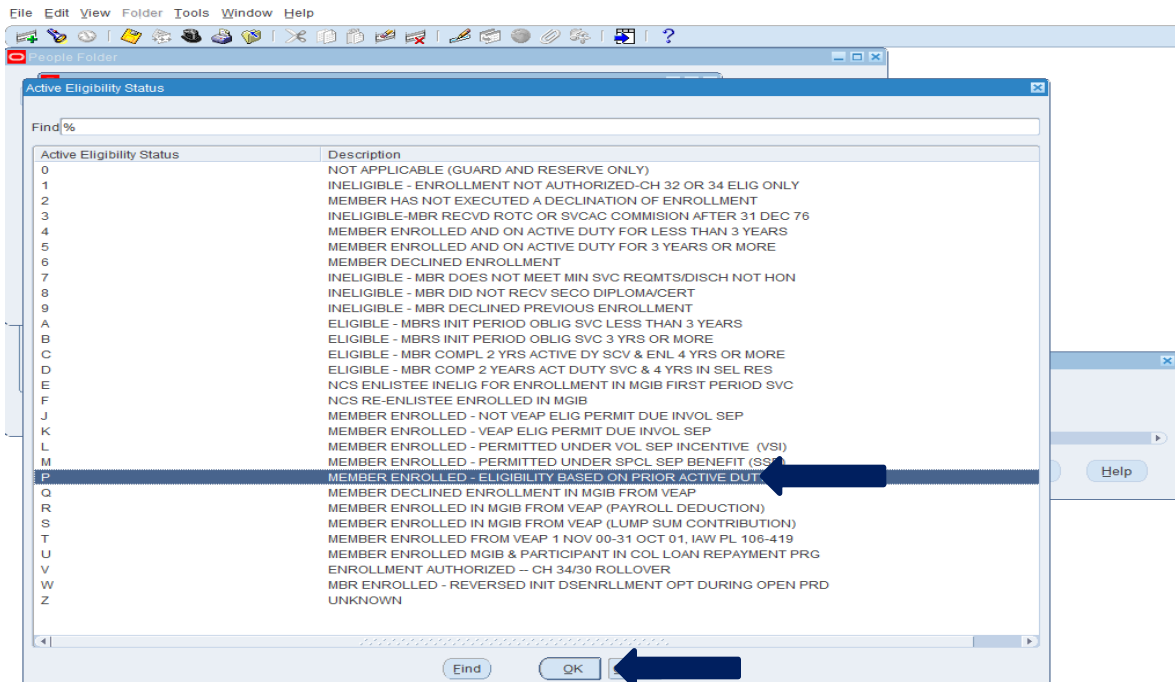 File Edit View Folder Tools Window Help
People Folder
Active Eligibility Status
Find %
Active Eligibility Status Description
0 NOT APPLICABLE (GUARD AND RESERVE ONLY)
1 INELIGIBLE - ENROLLMENT NOT AUTHORIZED-CH 32 OR 34 ELIG ONLY
2 MEMBER HAS NOT EXECUTED A DECLINATION OF ENROLLMENT
3 INELIGIBLE-MBR RECVD ROTC OR SVCAC COMMISION AFTER 31 DEC 76
4 MEMBER ENROLLED AND ON ACTIVE DUTY FOR LESS THAN 3 YEARS
5 MEMBER ENROLLED AND ON ACTIVE DUTY FOR 3 YEARS OR MORE
6 MEMBER DECLINED ENROLLMENT
7 INELIGIBLE - MBR DOES NOT MEET MIN SVC REQMTS/DISCH NOT HON
8 INELIGIBLE - MBR DID NOT RECV SECO DIPLOMA/CERT
9 INELIGIBLE - MBR DECLINED PREVIOUS ENROLLMENT
A ELIGIBLE - MBRS INIT PERIOD OBLIG SVC LESS THAN 3 YEARS
B ELIGIBLE - MBRS INIT PERIOD OBLIG SVC 3 YRS OR MORE
C ELIGIBLE - MBR COMPL 2 YRS ACTIVE DY SCV & ENL 4 YRS OR MORE
D ELIGIBLE - MBR COMP 2 YEARS ACT DUTY SVC & 4 YRS IN SEL RES
E NCS ENLISTEE INELIG FOR ENROLLMENT IN MGIB FIRST PERIOD SVC
F NCS RE-ENLISTEE ENROLLED IN MGIB
J MEMBER ENROLLED - NOT VEAP ELIG PERMIT DUE INVOL SEP
K MEMBER ENROLLED - VEAP ELIG PERMIT DUE INVOL SEP
L MEMBER ENROLLED - PERMITTED UNDER VOL SEP INCENTIVE (VSI)
M MEMBER ENROLLED - PERMITTED UNDER SPCL SEP BENEFIT
P MEMBER ENROLLED - ELIGIBILITY BASED ON PRIOR ACTIVE
Q MEMBER DECLINED ENROLLMENT IN MGIB FROM VEAP
R MEMBER ENROLLED IN MGIB FROM VEAP (PAYROLL DEDUCTION)
S MEMBER ENROLLED IN MGIB FROM VEAP (LUMP SUM CONTRIBUTION)
T MEMBER ENROLLED FROM VEAP 1 NOV 00-31 OCT 01, IAW PL 106-419
U MEMBER ENROLLED MGIB & PARTICIPANT IN COL LOAN REPAYMENT PRG
V ENROLLMENT AUTHORIZED -- CH 34/30 ROLLOVER
W MBR ENROLLED - REVERSED INIT DSENRLLMENT OPT DURING OPEN PRD
Z UNKNOWN
Help
Find OK